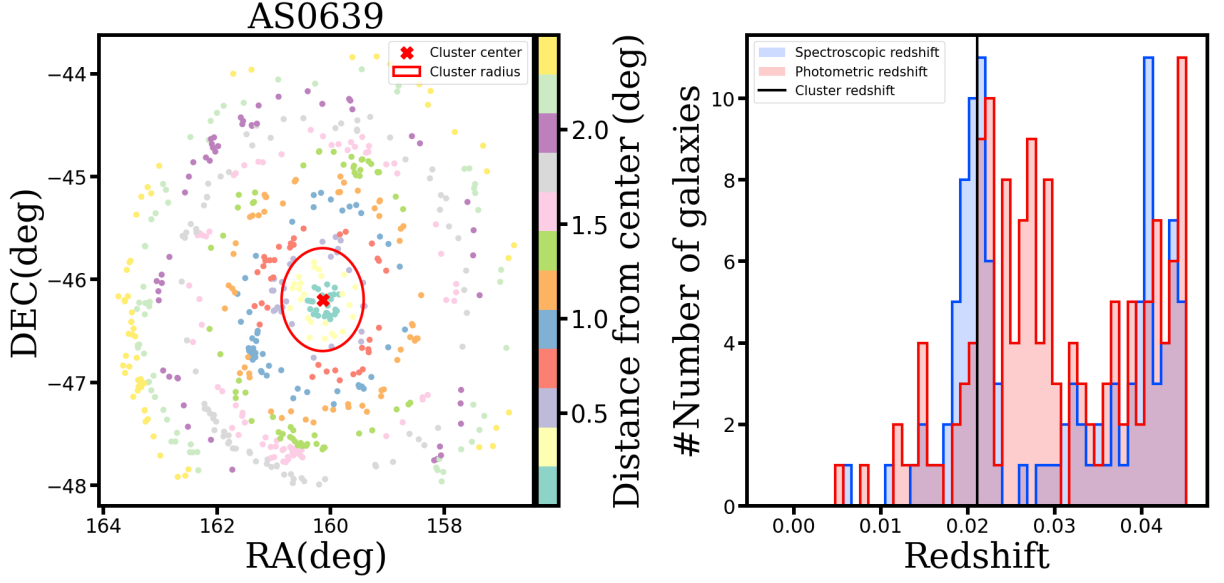 AS0639
Cluster center
Cluster radius
−44
−45
−46
−47
−48
DEC(deg)
164
162
160
158
RA(deg)
2.0
1.5
1.0
0.5
Distance from center (deg)
Spectroscopic redshift
Photometric redshift
Cluster redshift
10
8
6
4
2
0
#Number of galaxies
0.00
0.01
0.02
0.03
0.04
Redshift